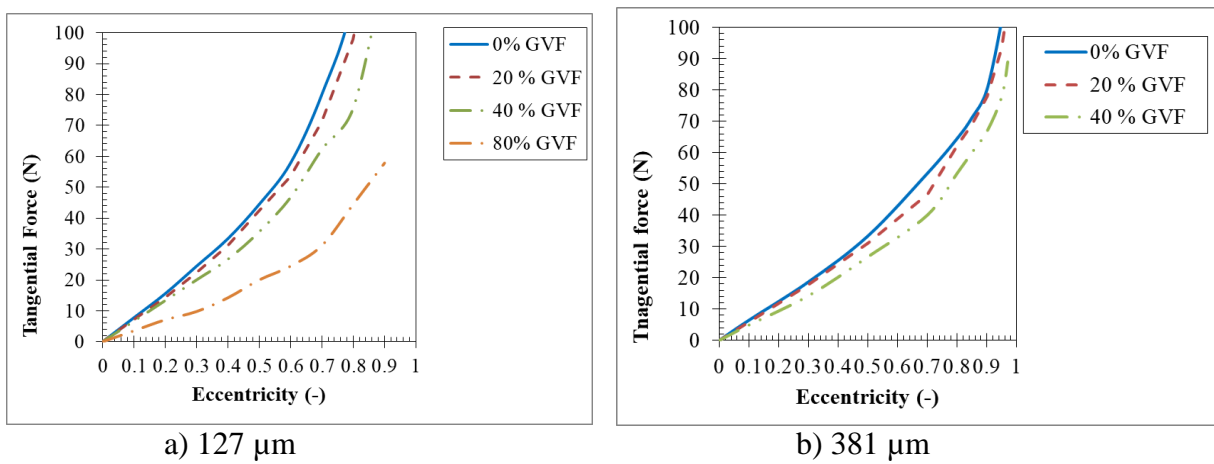 100
90
80
70
60
50
40
30
20
10
0
Tangential Force (N)
0 0.1 0.2 0.3 0.4 0.5 0.6 0.7 0.8 0.9 1
Eccentricity (-)
0% GVF
20 % GVF
40 % GVF
80% GVF
a) 127 µm
100
90
80
70
60
50
40
30
20
10
0
Tnagential force (N)
0 0.1 0.2 0.3 0.4 0.5 0.6 0.7 0.8 0.9 1
Eccentricity (-)
0% GVF
20 % GVF
40 % GVF
b) 381 µm